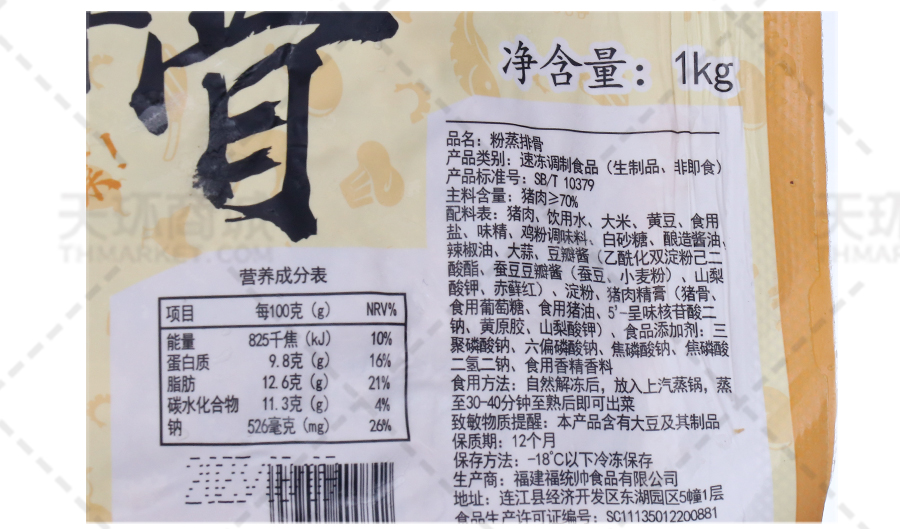 骨
净含量：1kg
品名：粉蒸排骨
产品类别：速冻调制食品（生制品、非即食）
产品标准号：SB/T 10379
主料含量：猪肉≥70%
配料表：猪肉、饮用水、大米、黄豆、食用
盐、味精、鸡粉调味料、白砂糖、酿造酱油、
辣椒油、大蒜、豆瓣酱（乙酰化双淀粉己二
酸酯、蚕豆豆瓣酱（蚕豆、小麦粉）、山梨
酸钾、赤藓红）、淀粉、猪肉精膏（猪骨、
食用葡萄糖、食用猪油、5'-呈味核苷酸二
钠、黄原胶、山梨酸钾）、食品添加剂：三
聚磷酸钠、六偏磷酸钠、焦磷酸钠、焦磷酸
二氢二钠、食用香精香料
食用方法：自然解冻后，放入上汽蒸锅，蒸
至30-40分钟至熟后即可出菜
致敏物质提醒：本产品含有大豆及其制品
保质期：12个月
保存方法：-18℃以下冷冻保存
生产商：福建福统帅食品有限公司
地址：连江县经济开发区东湖园区5幢1层
食品生产许可证编号：SC11135012200881
营养成分表
项目 每100克（g） NRV%
能量 825千焦（kJ） 10%
蛋白质 9.8克（g） 16%
脂肪 12.6克（g） 21%
碳水化合物 11.3克（g） 4%
钠 526毫克（mg） 26%
天环商城
THMARKET.COM
天环
THMAR